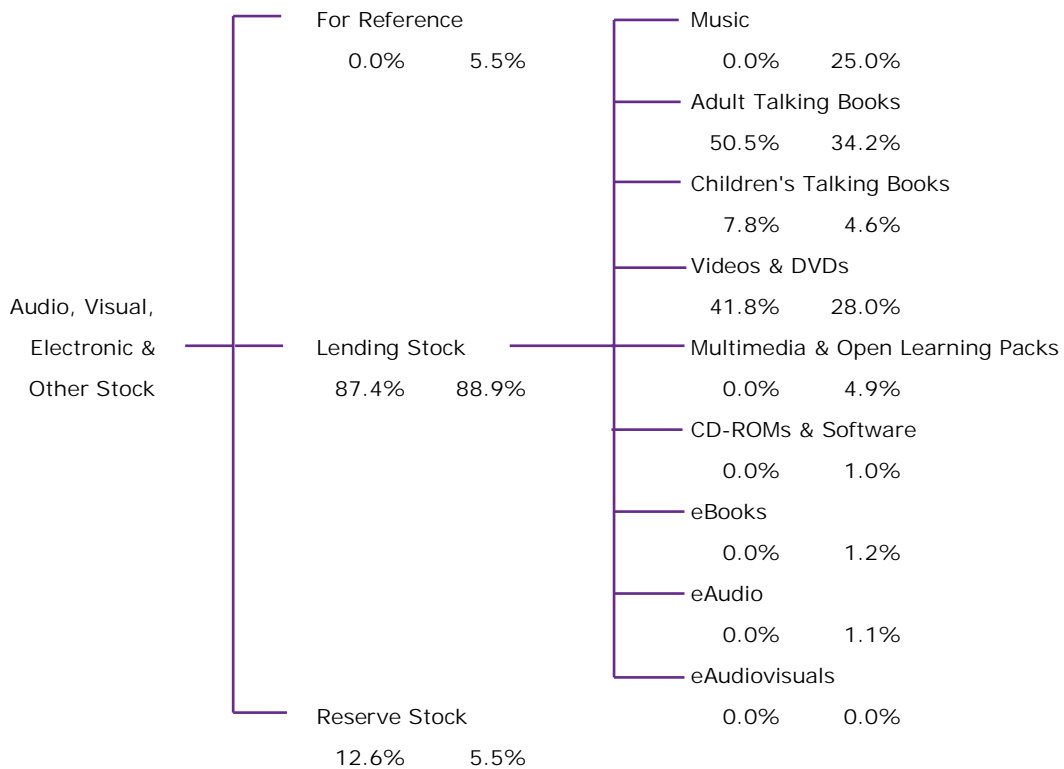 Audio, Visual,
Electronic &
Other Stock
For Reference
0.0% 5.5%
Lending Stock
87.4% 88.9%
Reserve Stock
12.6% 5.5%
Music
0.0% 25.0%
Adult Talking Books
50.5% 34.2%
Children's Talking Books
7.8% 4.6%
Videos & DVDs
41.8% 28.0%
Multimedia & Open Learning Packs
0.0% 4.9%
CD-ROMs & Software
0.0% 1.0%
eBooks
0.0% 1.2%
eAudio
0.0% 1.1%
eAudiovisuals
0.0% 0.0%